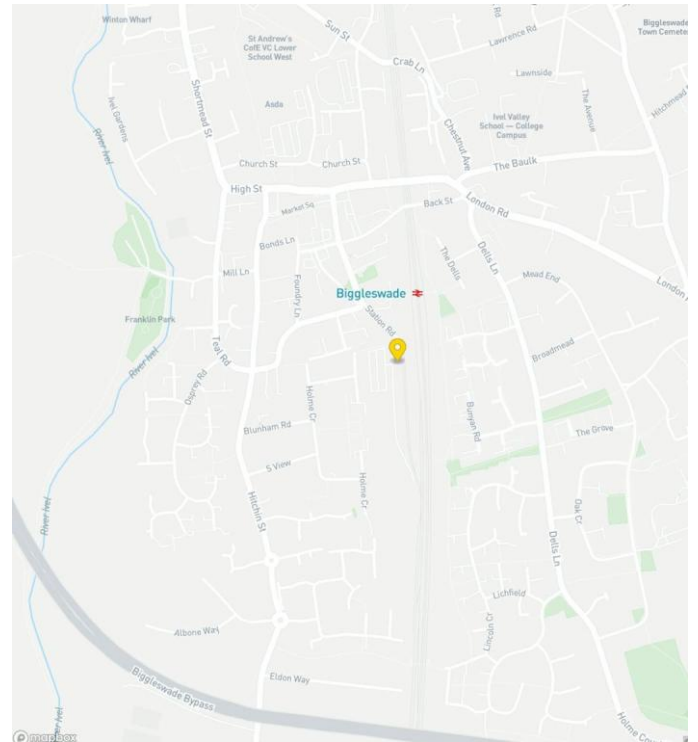 Winton Wharf
Sun St
Lawrence Rd
Biggleswade
Town Cemet
St Andrew's
CofE VC Lower
School West
Crab Ln
Lawnside
Hitchmead
The Avenue
Shortmead St
Ivel Gardens
Asda
Ivel Valley
School — College
Campus
Chestnut Ave
River Ivel
Church St
Church St
The Baulk
High St
London Rd
Market Sq
Back St
Bonds Ln
The Dells
Dells Ln
Mill Ln
Foundry Ln
Mead End
London
Biggleswade
Franklin Park
Station Rd
Teal Rd
River Ivel
Broadmead
Osprey Rd
Holme Cr
Bunyan Rd
Blunham Rd
The Grove
S View
Holme Cr
Hitchin St
Oak Cr
River Ivel
Dells Ln
Lichfield
Lincoln Cr
Albone Way
Eldon Way
Biggleswade Bypass
Holme Cou
ver Ivel
mapbox